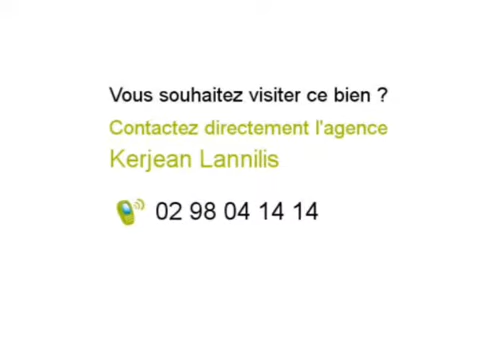 Vous souhaitez visiter ce bien ?
Contactez directement l'agence
Kerjean Lannilis
02 98 04 14 14